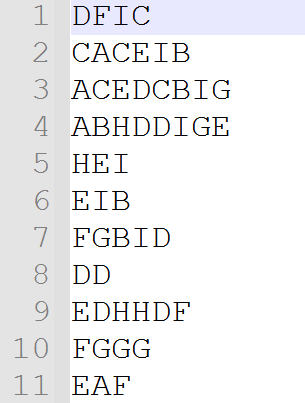 1 DFIC
2 CACEIB
3 ACEDCBIG
4 ABHDDIGE
5 HEI
6 EIB
7 FGBID
8 DD
9 EDHHDF
10 FGGG
11 EAF